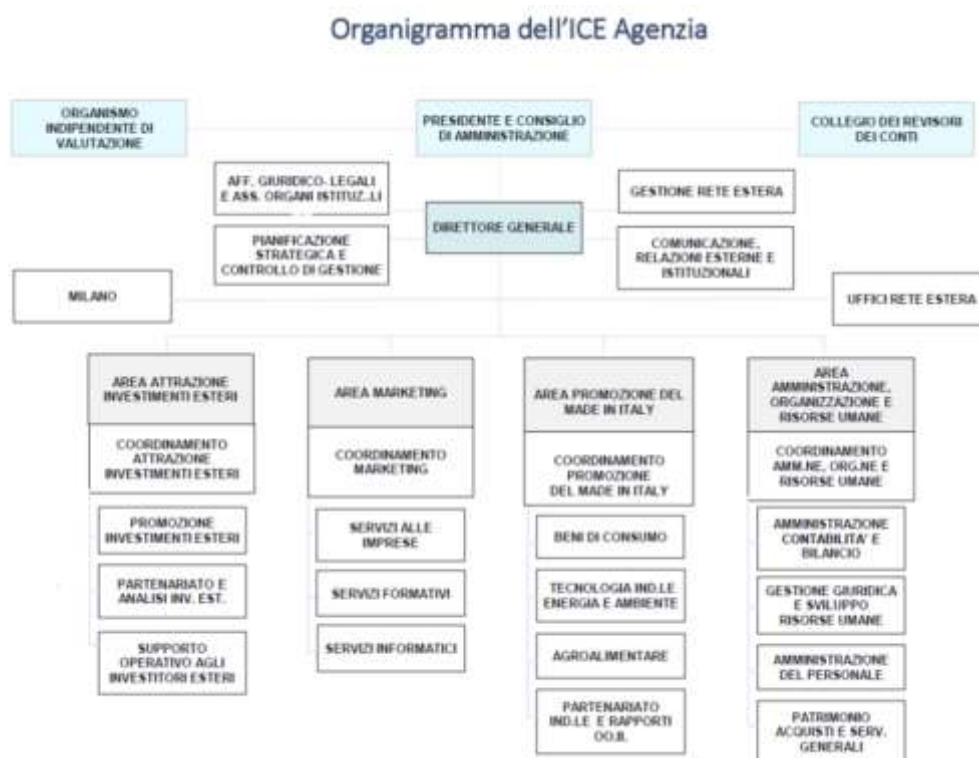 Organigramma dell'ICE Agenzia
ORGANISMO
INDIPENDENTE DI
VALUTAZIONE
PRESIDENTE E CONSIGLIO
DI AMMINISTRAZIONE
COLLEGIO DEI REVISORI
DEI CONTI
AFF. GIURIDICO- LEGALI
E ASS. ORGANI ISTITUZ..LI
GESTIONE RETE ESTERA
DIRETTORE GENERALE
PIANIFICAZIONE
STRATEGICA E
CONTROLLO DI GESTIONE
COMUNICAZIONE,
RELAZIONI ESTERNE E
ISTITUZIONALI
MILANO
UFFICI RETE ESTERA
AREA ATTRAZIONE
INVESTIMENTI ESTERI
COORDINAMENTO
ATTRAZIONE
INVESTIMENTI ESTERI
PROMOZIONE
INVESTIMENTI ESTERI
PARTENARIATO E
ANALISI INV. EST.
SUPPORTO
OPERATIVO AGLI
INVESTITORI ESTERI
AREA MARKETING
COORDINAMENTO
MARKETING
SERVIZI ALLE
IMPRESE
SERVIZI FORMATIVI
SERVIZI INFORMATICI
AREA PROMOZIONE DEL
MADE IN ITALY
COORDINAMENTO
PROMOZIONE
DEL MADE IN ITALY
BENI DI CONSUMO
TECNOLOGIA IND.LE
ENERGIA E AMBIENTE
AGROALIMENTARE
PARTENARIATO
IND.LE E RAPPORTI
OO.II.
AREA
AMMINISTRAZIONE,
ORGANIZZAZIONE E
RISORSE UMANE
COORDINAMENTO
AMM.NE, ORG.NE E
RISORSE UMANE
AMMINISTRAZIONE
CONTABILITA' E
BILANCIO
GESTIONE GIURIDICA
E SVILUPPO
RISORSE UMANE
AMMINISTRAZIONE
DEL PERSONALE
PATRIMONIO
ACQUISTI E SERV.
GENERALI